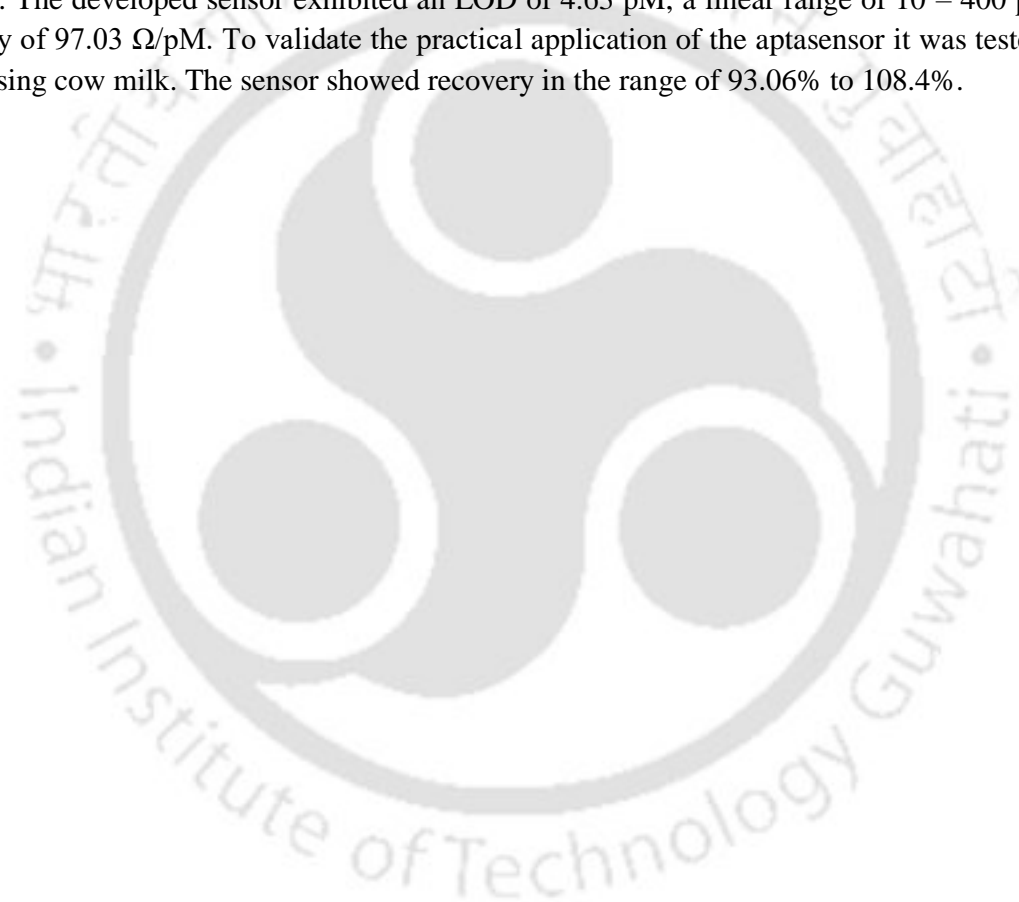 . The developed sensor exhibited an LOD of 4.65 pM, a linear range of 10 – 400 p
y of 97.03 Ω/pM. To validate the practical application of the aptasensor it was teste
sing cow milk. The sensor showed recovery in the range of 93.06% to 108.4%.
Indian Institute of Technology Guwahati